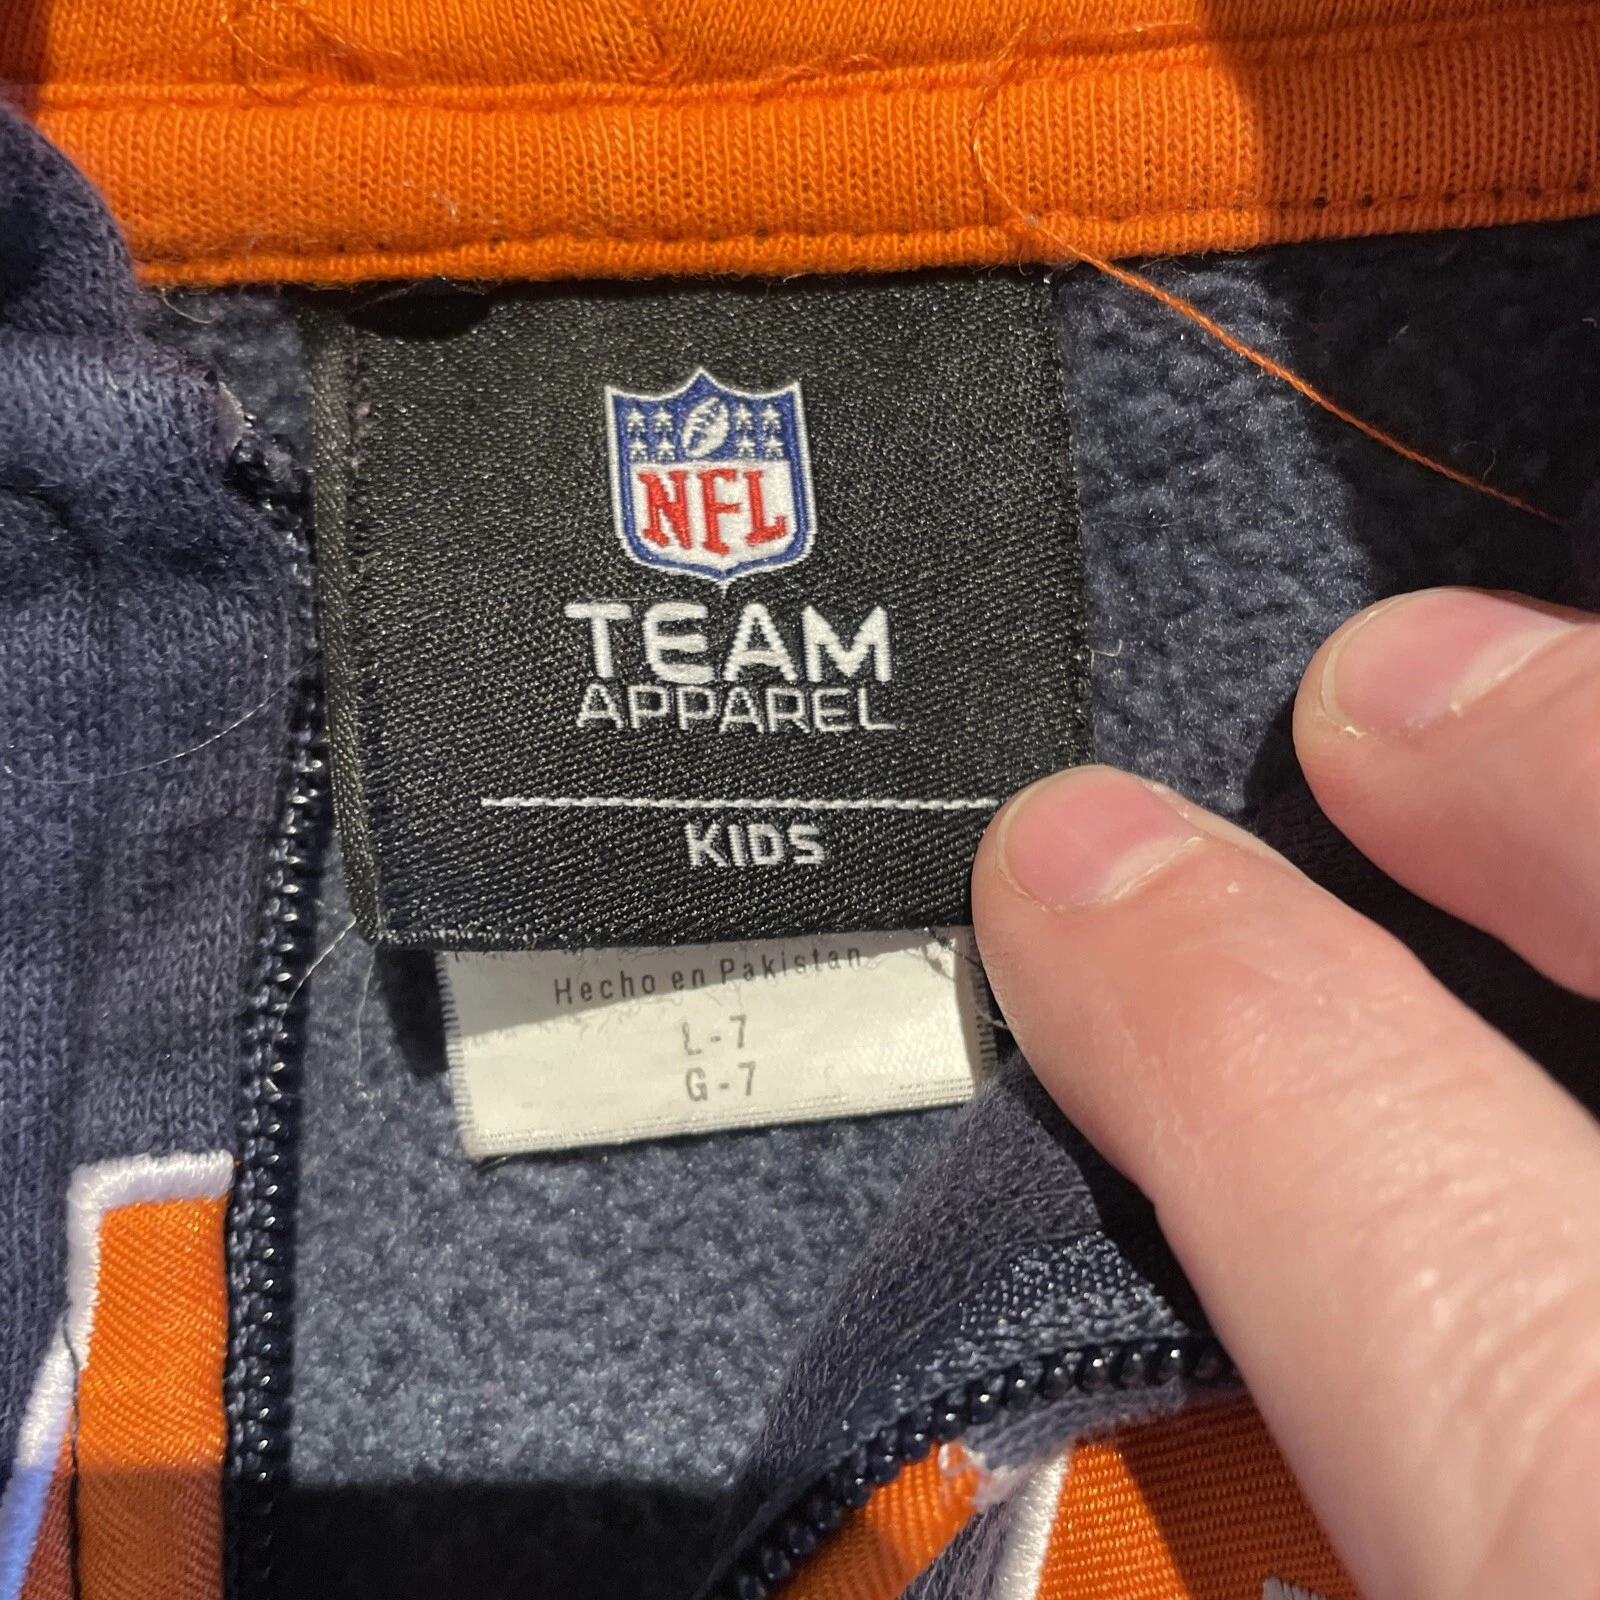 NFL
TEAM
APPAREL
KIDS
Hecho en Pakistan
L-7
G-7